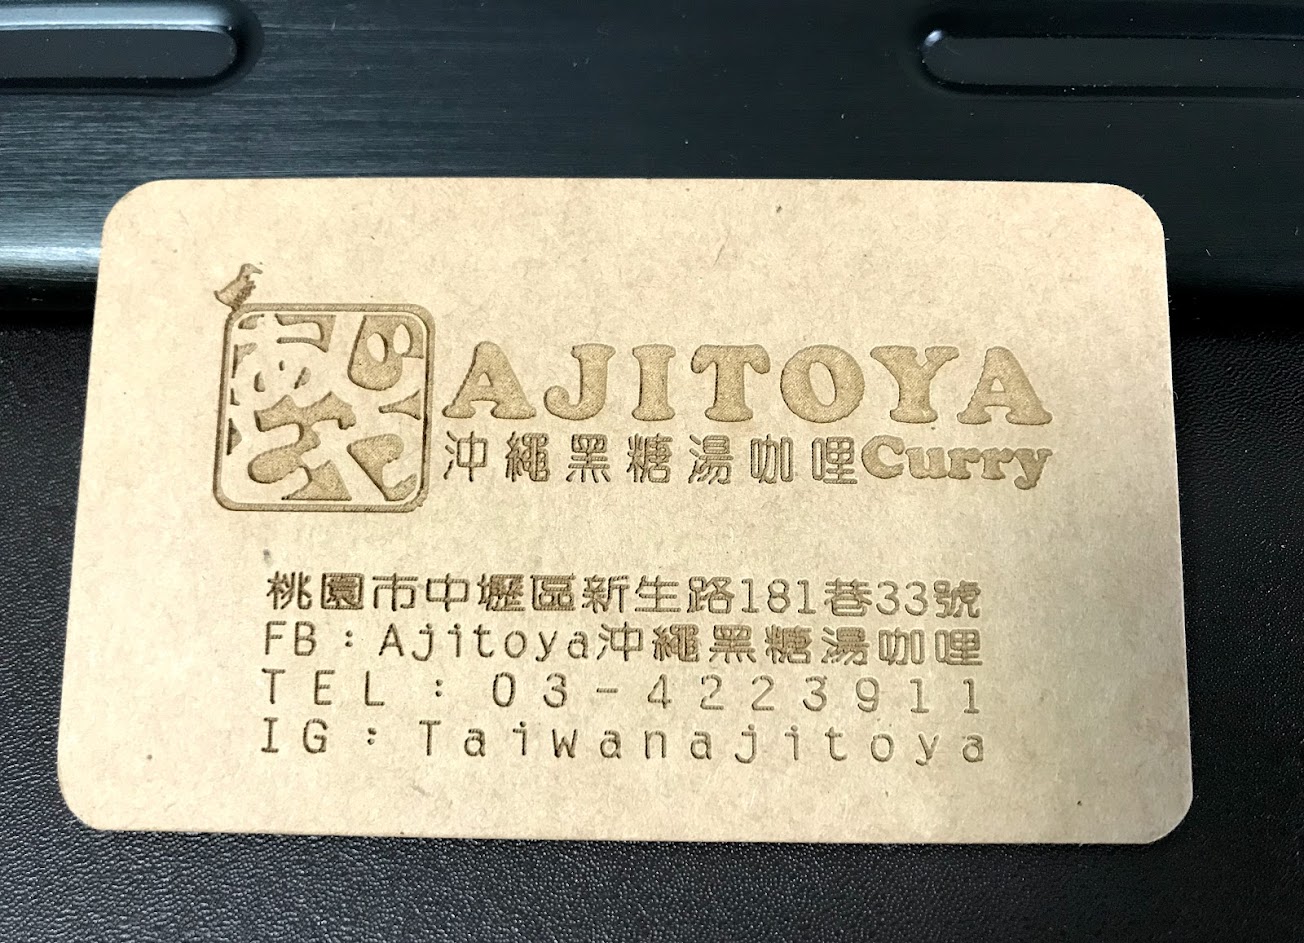 AJITOYA
沖繩黑糖湯咖哩Curry
桃園市中壢區新生路181巷33號
FB:Ajitoya沖繩黑糖湯咖哩
TEL:03-4223911
IG:Taiwanajitoya